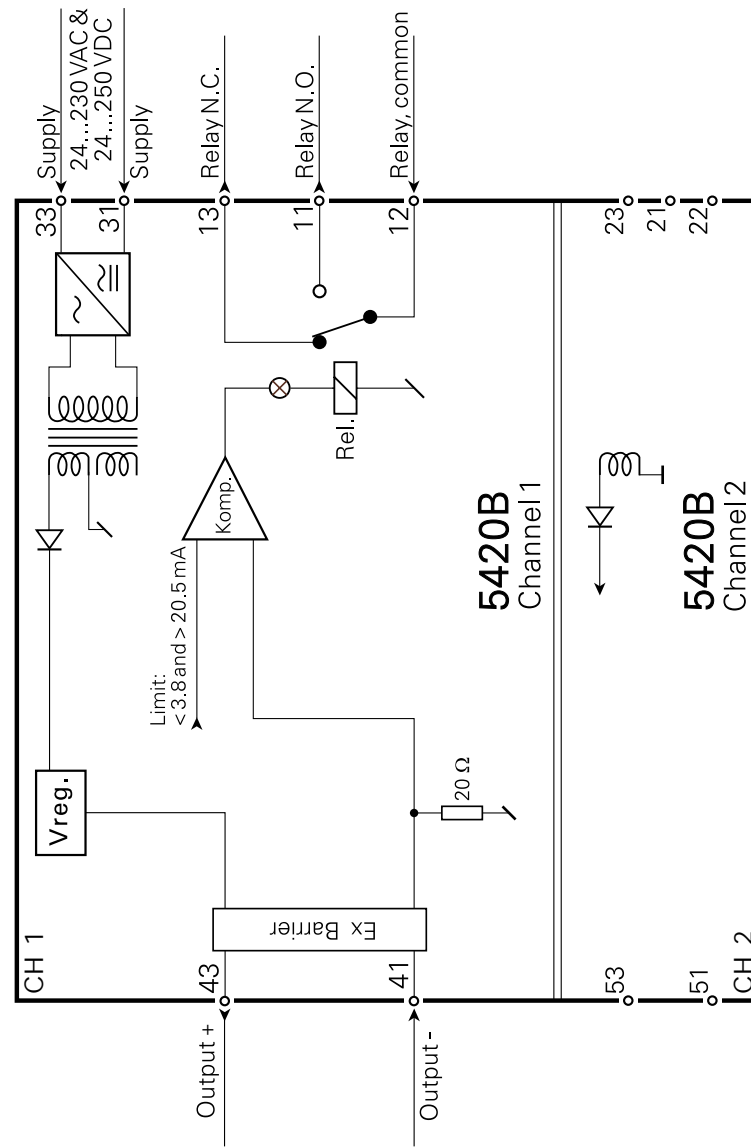 CH 1
Output +
43
Output -
41
Ex Barrier
Vreg.
20 Ω
Limit:
< 3.8 and > 20.5 mA
Komp.
Rel.
33
31
13
11
12
Supply
24...230 VAC &
24...250 VDC
Supply
Relay N.C.
Relay N.O.
Relay, common
5420B
Channel 1
53
51
CH 2
5420B
Channel 2
23
21
22